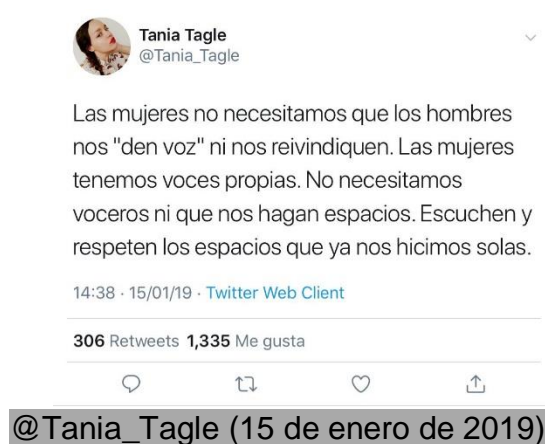 Tania Tagle
@Tania_Tagle
Las mujeres no necesitamos que los hombres
nos "den voz" ni nos reivindiquen. Las mujeres
tenemos voces propias. No necesitamos
voceros ni que nos hagan espacios. Escuchen y
respeten los espacios que ya nos hicimos solas.
14:38 · 15/01/19 · Twitter Web Client
306 Retweets 1,335 Me gusta
@Tania_Tagle (15 de enero de 2019)